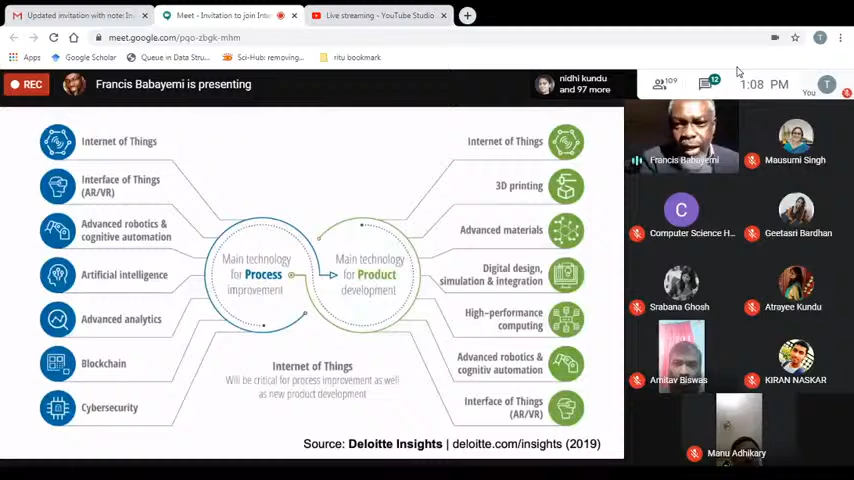 Updated invitation with note: In
Meet - Invitation to join Inte
Live streaming - YouTube Studio
meet.google.com/pqo-zbgk-mhm
Apps
Google Scholar
Queue in Data Stru...
Sci-Hub: removing...
ritu bookmark
REC
Francis Babayemi is presenting
nidhi kundu
and 97 more
109
12
1:08 PM
You
T
T
Internet of Things
Interface of Things
(AR/VR)
Advanced robotics &
cognitive automation
Artificial intelligence
Advanced analytics
Blockchain
Cybersecurity
Main technology
for Process
improvement
Main technology
for Product
development
Internet of Things
Will be critical for process improvement as well
as new product development
Internet of Things
3D printing
Advanced materials
Digital design,
simulation & integration
High-performance
computing
Advanced robotics &
cognitiv automation
Interface of Things
(AR/VR)
Source: Deloitte Insights | deloitte.com/insights (2019)
Francis Babayemi
Mausumi Singh
C
Computer Science H...
Geetasri Bardhan
Srabana Ghosh
Atrayee Kundu
Amitav Biswas
KIRAN NASKAR
Manu Adhikary